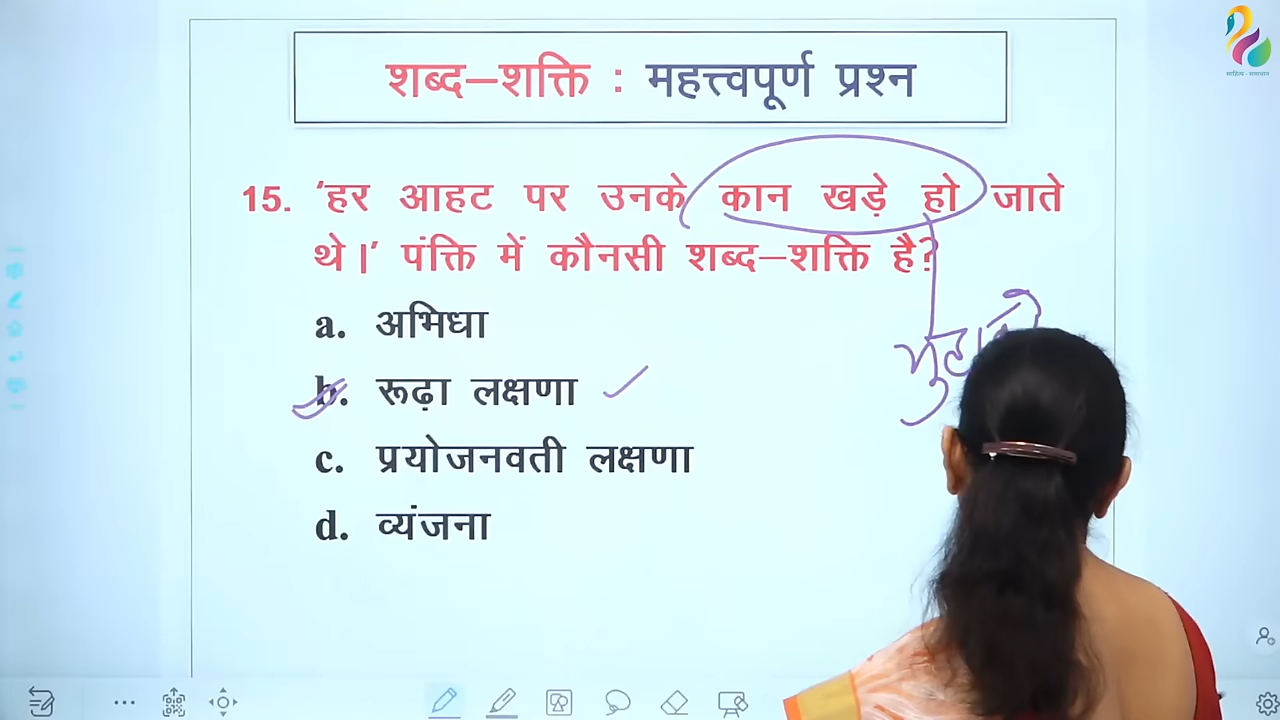 शब्द–शक्ति : महत्त्वपूर्ण प्रश्न
15. 'हर आहट पर उनके कान खड़े हो जाते
थे।' पंक्ति में कौनसी शब्द–शक्ति है?
a. अभिधा
b. रूढ़ा लक्षणा
c. प्रयोजनवती लक्षणा
d. व्यंजना
साहित्य - समाधान